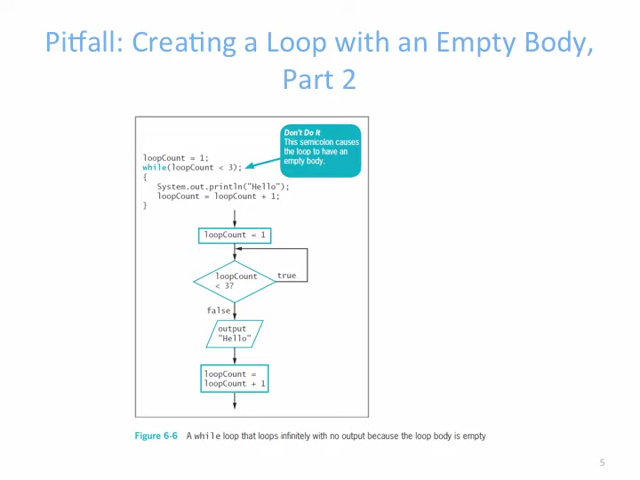 Pitfall: Creating a Loop with an Empty Body,
Part 2
Don't Do It
This semicolon causes
the loop to have an
empty body.
loopCount = 1;
while(loopCount < 3);
{
System.out.println("Hello");
loopCount = loopCount + 1;
}
loopCount = 1
loopCount
< 3?
true
false
output
"Hello"
loopCount =
loopCount + 1
Figure 6-6 A while loop that loops infinitely with no output because the loop body is empty
5